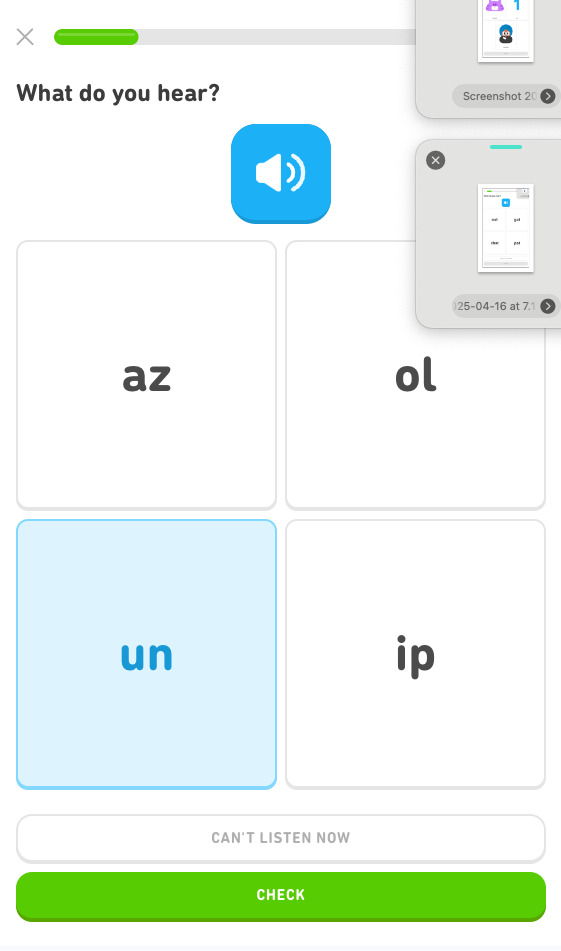 What do you hear?
Screenshot 20
25-04-16 at 7.1
az
ol
un
ip
CAN'T LISTEN NOW
CHECK